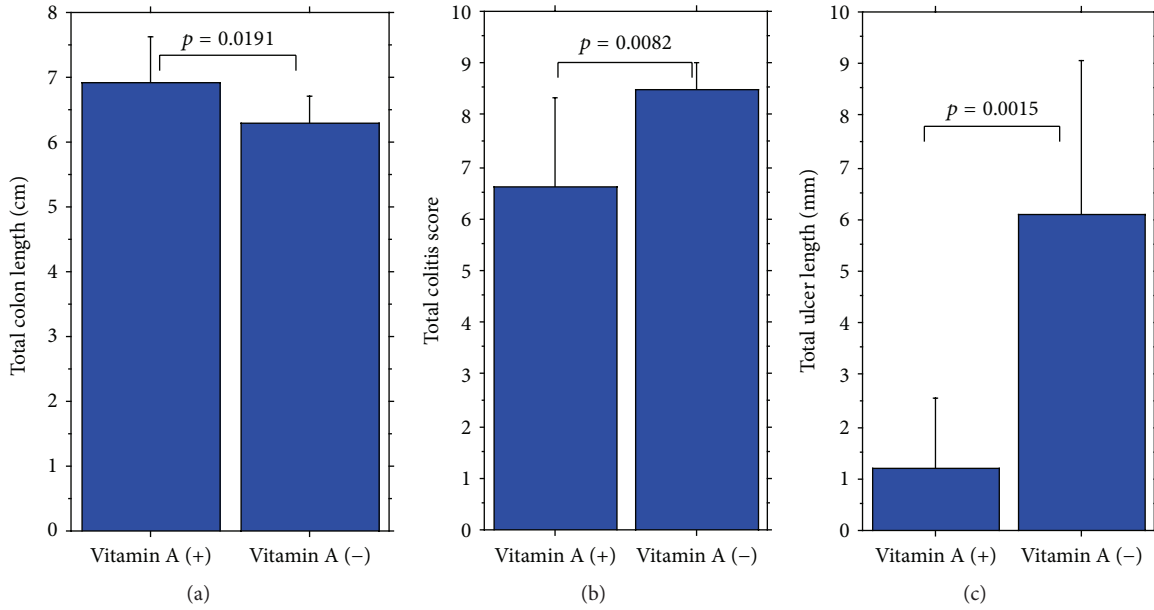 Total colon length (cm)
8
7
6
5
4
3
2
1
0
p = 0.0191
Vitamin A (+)
Vitamin A (−)
(a)
Total colitis score
10
9
8
7
6
5
4
3
2
1
0
p = 0.0082
Vitamin A (+)
Vitamin A (−)
(b)
Total ulcer length (mm)
10
9
8
7
6
5
4
3
2
1
0
p = 0.0015
Vitamin A (+)
Vitamin A (−)
(c)